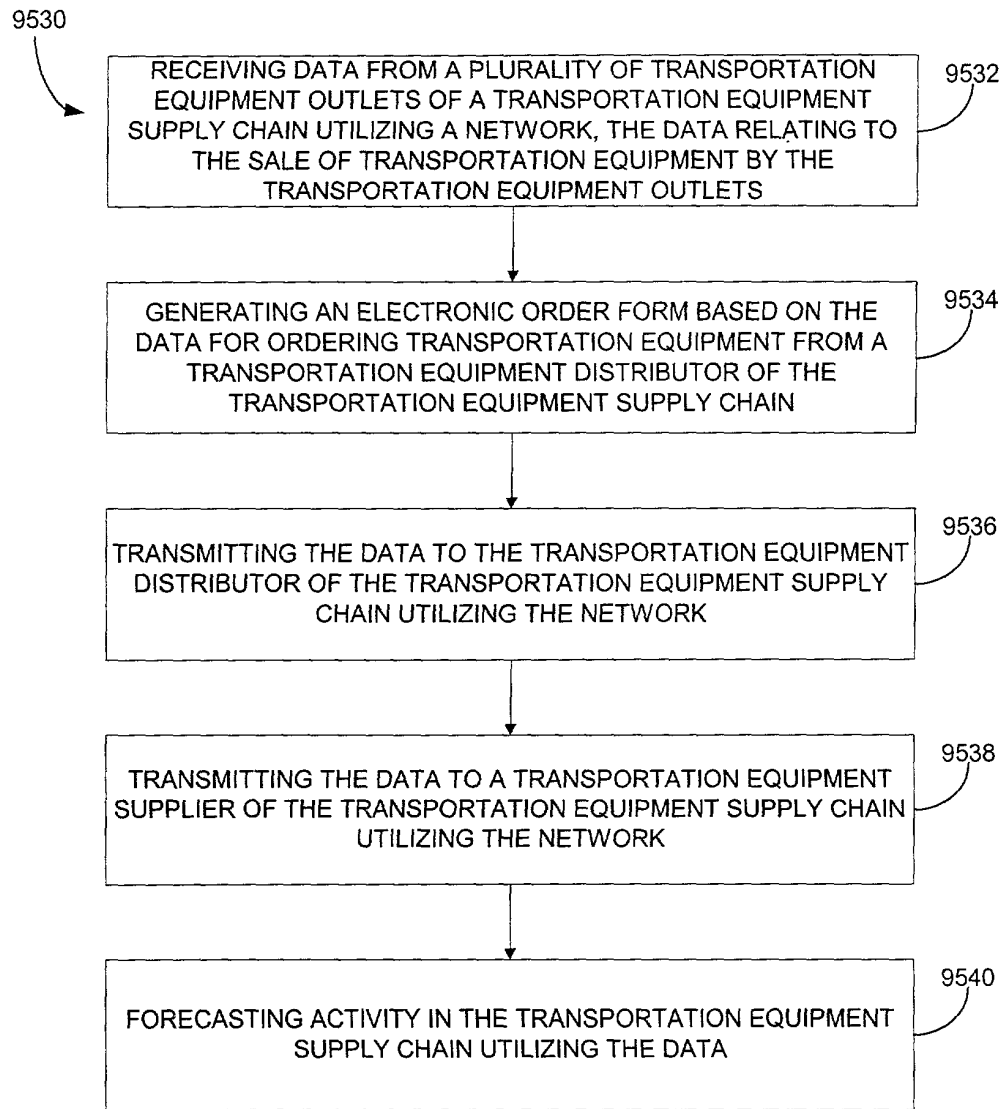 9530
RECEIVING DATA FROM A PLURALITY OF TRANSPORTATION
EQUIPMENT OUTLETS OF A TRANSPORTATION EQUIPMENT
SUPPLY CHAIN UTILIZING A NETWORK, THE DATA RELATING TO
THE SALE OF TRANSPORTATION EQUIPMENT BY THE
TRANSPORTATION EQUIPMENT OUTLETS
9532
GENERATING AN ELECTRONIC ORDER FORM BASED ON THE
DATA FOR ORDERING TRANSPORTATION EQUIPMENT FROM A
TRANSPORTATION EQUIPMENT DISTRIBUTOR OF THE
TRANSPORTATION EQUIPMENT SUPPLY CHAIN
9534
TRANSMITTING THE DATA TO THE TRANSPORTATION EQUIPMENT
DISTRIBUTOR OF THE TRANSPORTATION EQUIPMENT SUPPLY
CHAIN UTILIZING THE NETWORK
9536
TRANSMITTING THE DATA TO A TRANSPORTATION EQUIPMENT
SUPPLIER OF THE TRANSPORTATION EQUIPMENT SUPPLY CHAIN
UTILIZING THE NETWORK
9538
FORECASTING ACTIVITY IN THE TRANSPORTATION EQUIPMENT
SUPPLY CHAIN UTILIZING THE DATA
9540